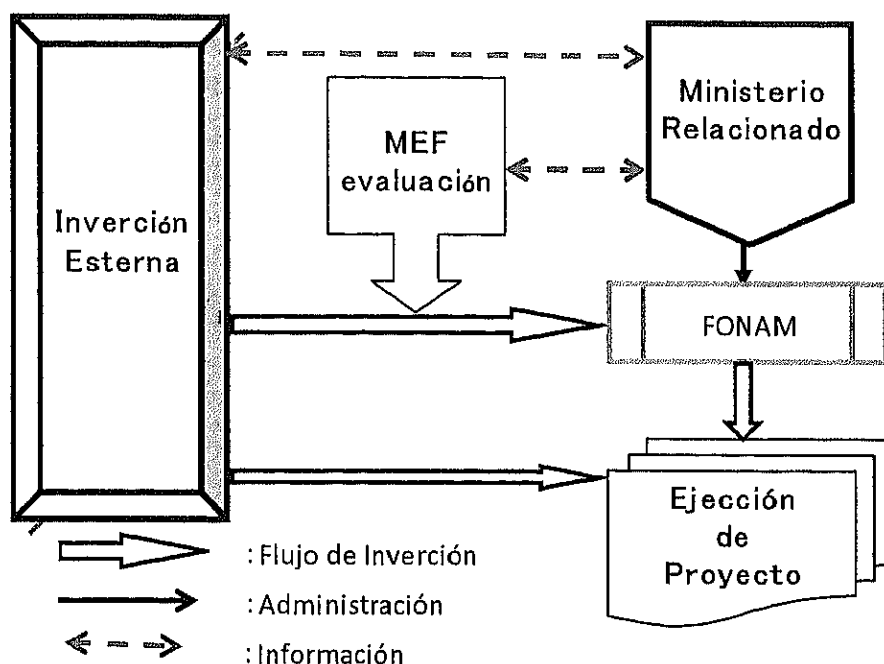 Ministerio
Relacionado
MEF
evaluación
Inverción
Esterna
FONAM
Ejección
de
Proyecto
: Flujo de Inverción
: Administración
: Información